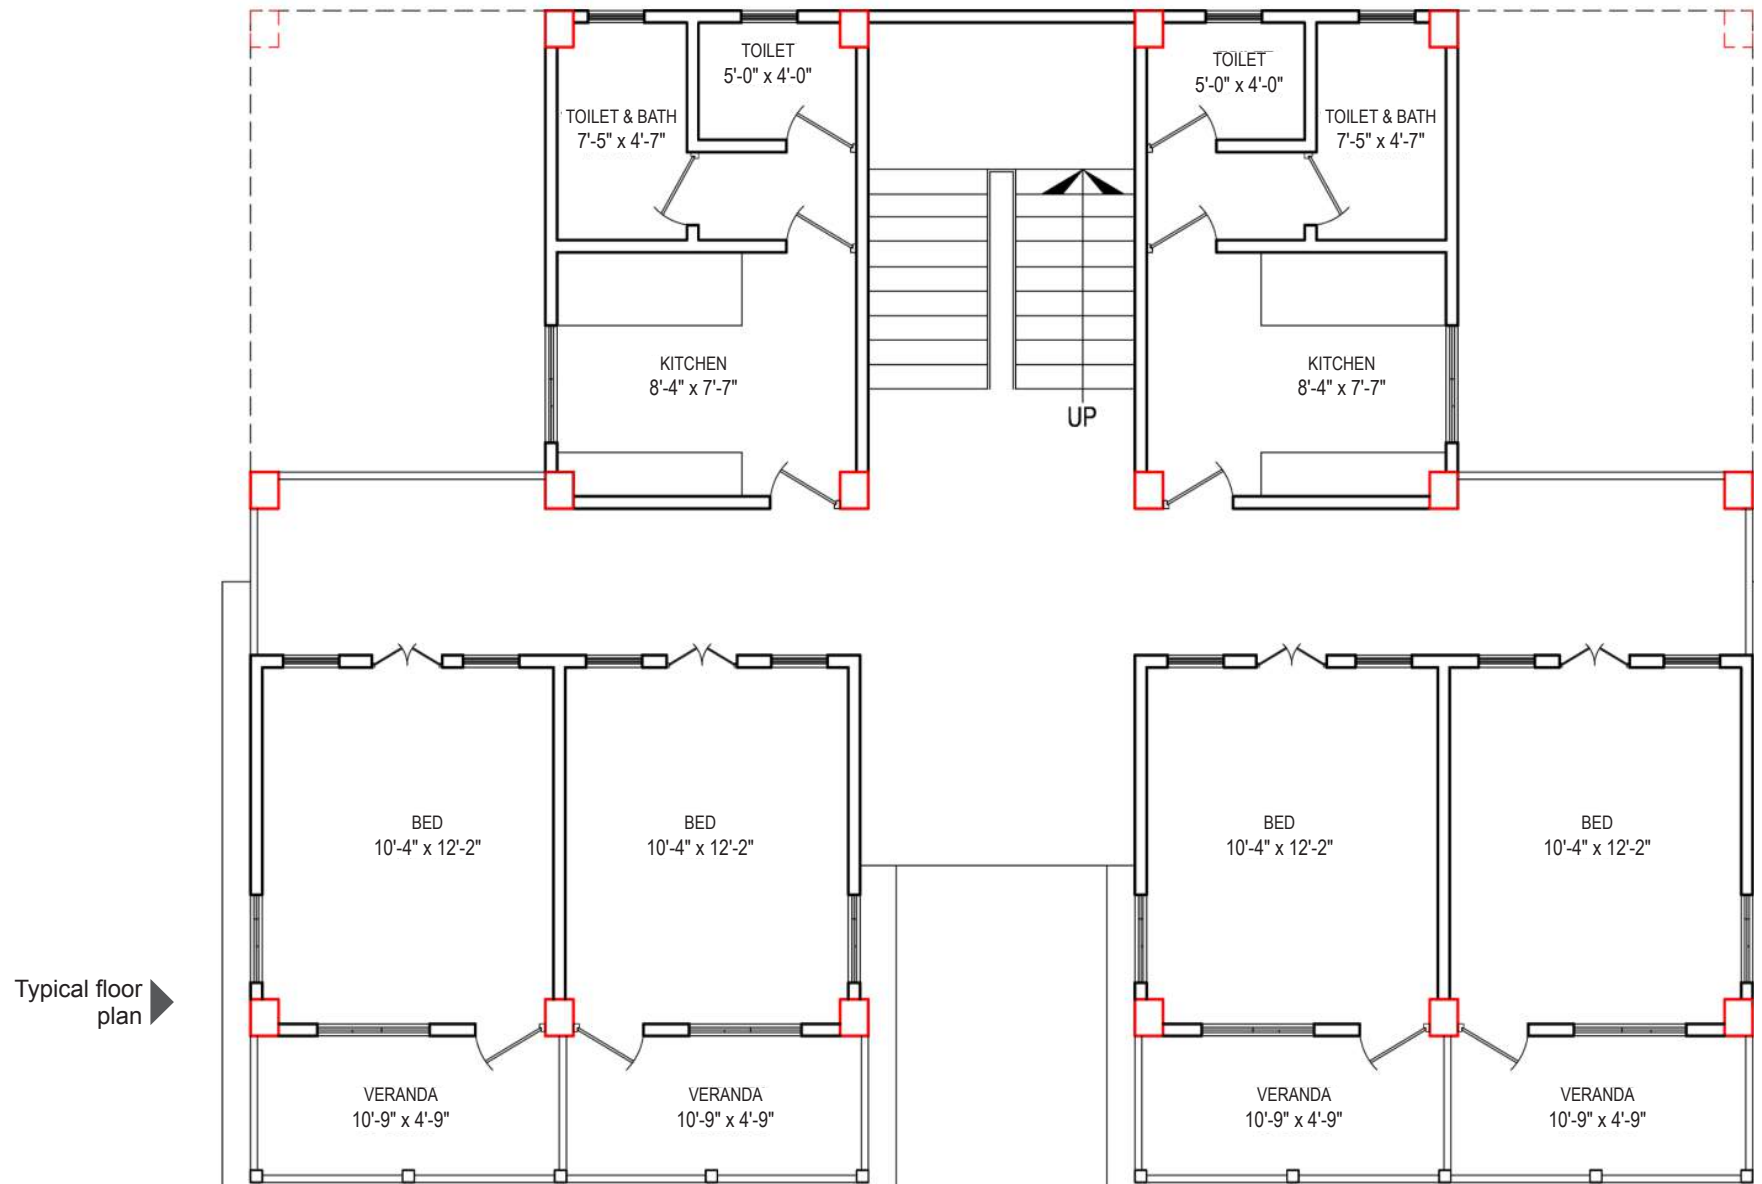 TOILET
5'-0" x 4'-0"
TOILET
5'-0" x 4'-0"
TOILET & BATH
7'-5" x 4'-7"
TOILET & BATH
7'-5" x 4'-7"
KITCHEN
8'-4" x 7'-7"
KITCHEN
8'-4" x 7'-7"
UP
BED
10'-4" x 12'-2"
BED
10'-4" x 12'-2"
BED
10'-4" x 12'-2"
BED
10'-4" x 12'-2"
Typical floor
plan
VERANDA
10'-9" x 4'-9"
VERANDA
10'-9" x 4'-9"
VERANDA
10'-9" x 4'-9"
VERANDA
10'-9" x 4'-9"